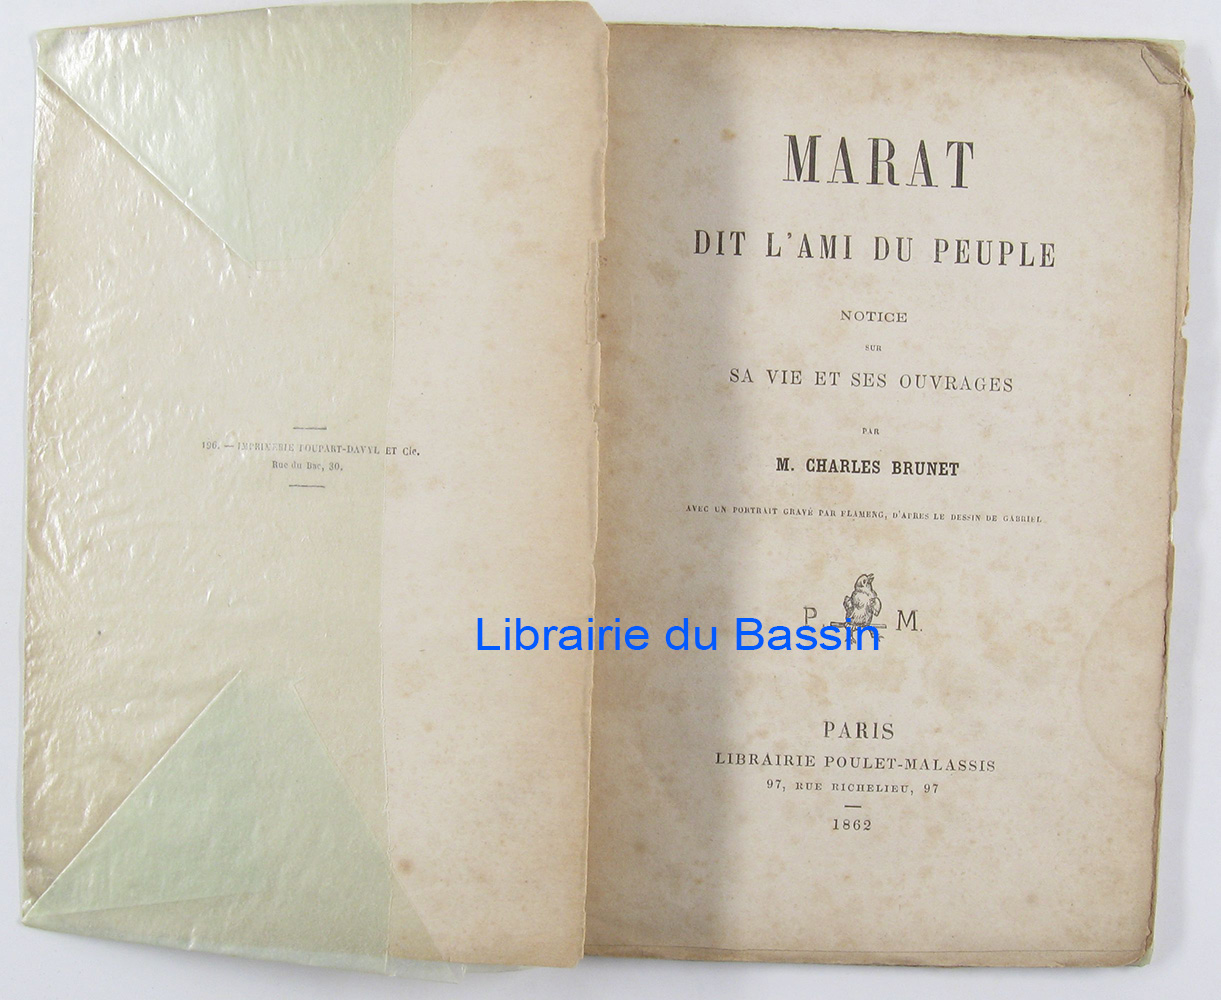 196. — IMPRIMERIE POUPART-DAVYL ET Cie.
Rue du Bac, 30.
MARAT
DIT L'AMI DU PEUPLE
NOTICE
SUR
SA VIE ET SES OUVRAGES
PAR
M. CHARLES BRUNET
AVEC UN PORTRAIT GRAVÉ PAR FLAMENG, D'APRÈS LE DESSIN DE GABRIEL
P. M.
Librairie du Bassin
PARIS
LIBRAIRIE POULET-MALASSIS
97, RUE RICHELIEU, 97
1862